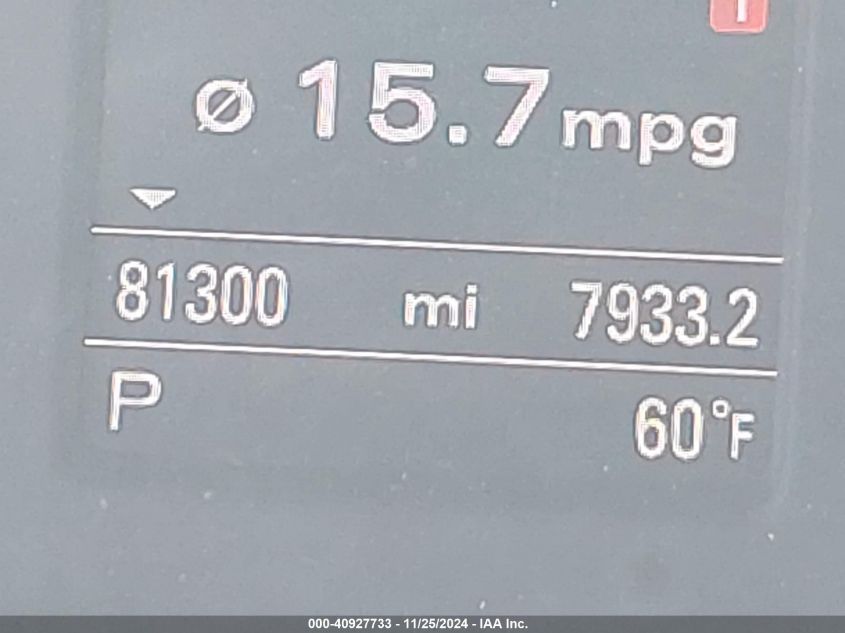 Ø 15.7 mpg
81300 mi 7933.2
P 60°F
000-40927733 - 11/25/2024 - IAA Inc.